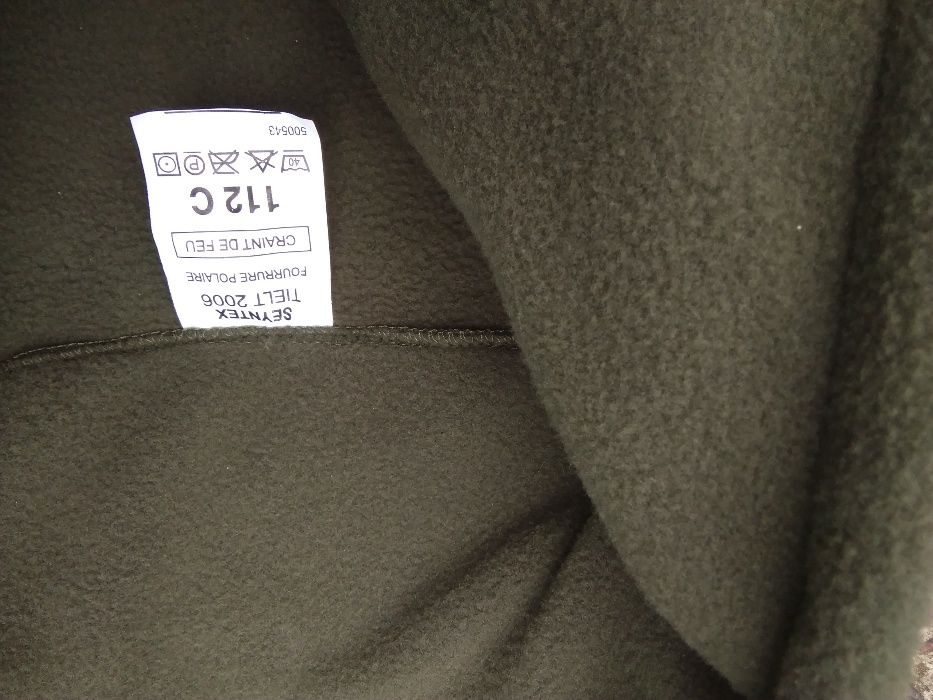 SEYNTEX
TIELT 2006
FOURRURE POLAIRE
CRAINT DE FEU
112 C
40 P
500543